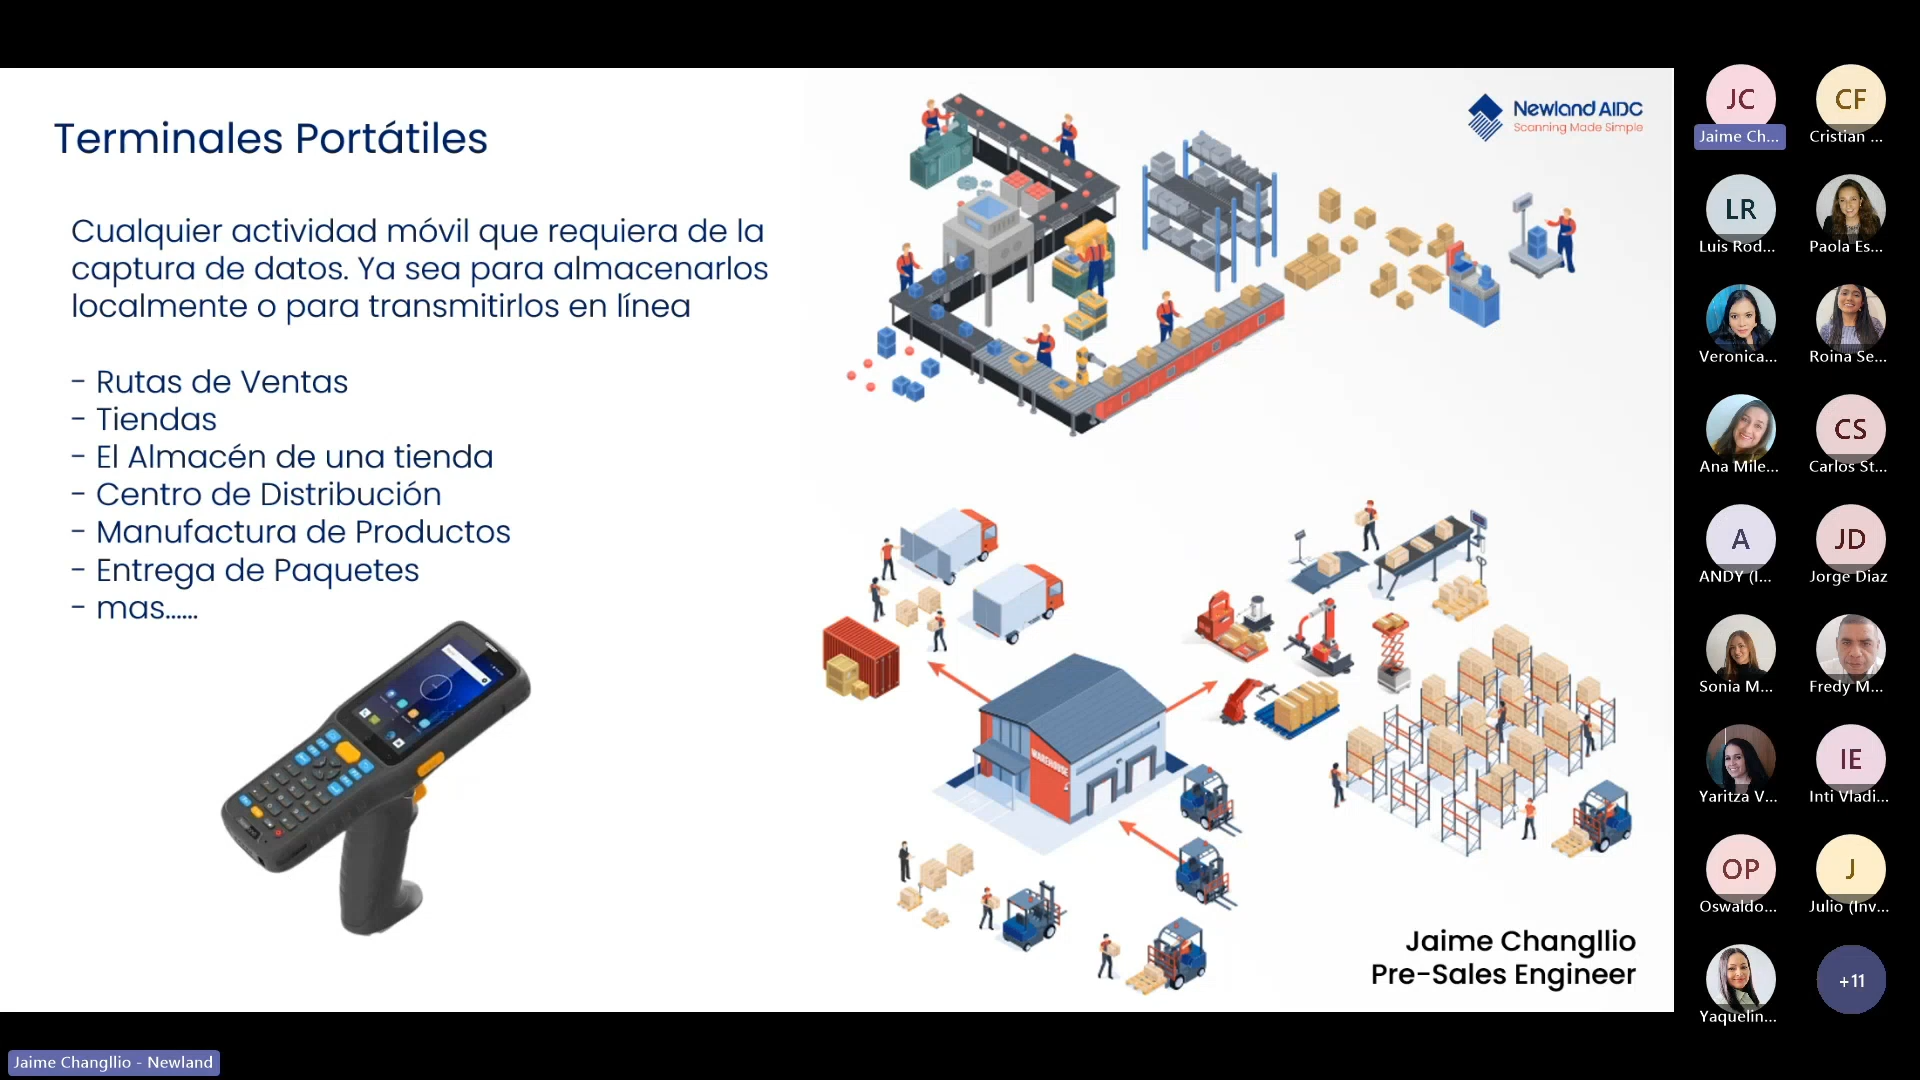 Terminales Portátiles
Newland AIDC
Scanning Made Simple
Cualquier actividad móvil que requiera de la
captura de datos. Ya sea para almacenarlos
localmente o para transmitirlos en línea
- Rutas de Ventas
- Tiendas
- El Almacén de una tienda
- Centro de Distribución
- Manufactura de Productos
- Entrega de Paquetes
- mas......
WAREHOUSE
Jaime Changllio
Pre-Sales Engineer
JC
Jaime Ch...
CF
Cristian ...
LR
Luis Rod...
Paola Es...
Veronica...
Roina Se...
Ana Mile...
CS
Carlos St...
A
ANDY (I...
JD
Jorge Diaz
Sonia M...
Fredy M...
Yaritza V...
IE
Inti Vladi...
OP
Oswaldo...
J
Julio (Inv...
Yaquelin...
+11
Jaime Changllio - Newland